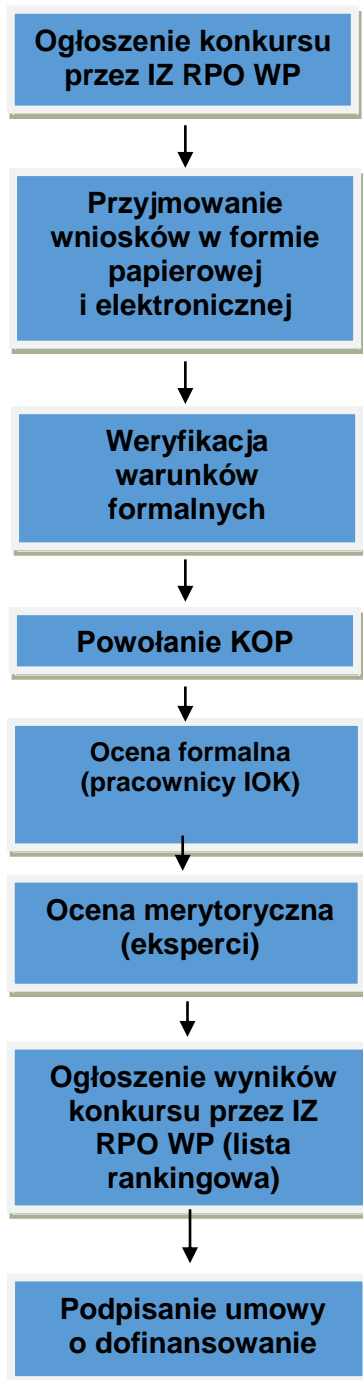 Ogłoszenie konkursu
przez IZ RPO WP
Przyjmowanie
wniosków w formie
papierowej
i elektronicznej
Weryfikacja
warunków
formalnych
Powołanie KOP
Ocena formalna
(pracownicy IOK)
Ocena merytoryczna
(eksperci)
Ogłoszenie wyników
konkursu przez IZ
RPO WP (lista
rankingowa)
Podpisanie umowy
o dofinansowanie